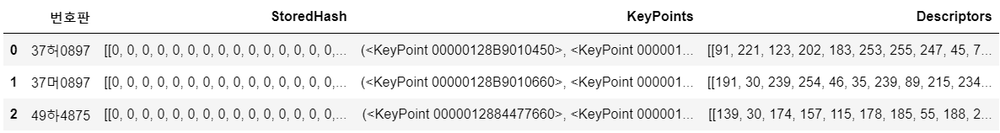 번호판 StoredHash KeyPoints Descriptors
0 37허0897 [[0, 0, 0, 0, 0, 0, 0, 0, 0, 0, 0, 0, 0, 0, 0, 0,... (<KeyPoint 00000128B9010450>, <KeyPoint 000001... [[91, 221, 123, 202, 183, 253, 255, 247, 45, 7...
1 37머0897 [[0, 0, 0, 0, 0, 0, 0, 0, 0, 0, 0, 0, 0, 0, 0, 0,... (<KeyPoint 00000128B9010660>, <KeyPoint 000001... [[191, 30, 239, 254, 46, 35, 239, 89, 215, 234...
2 49하4875 [[0, 0, 0, 0, 0, 0, 0, 0, 0, 0, 0, 0, 0, 0, 0, 0,... (<KeyPoint 0000012884477660>, <KeyPoint 000001... [[139, 30, 174, 157, 115, 178, 185, 55, 188, 2...